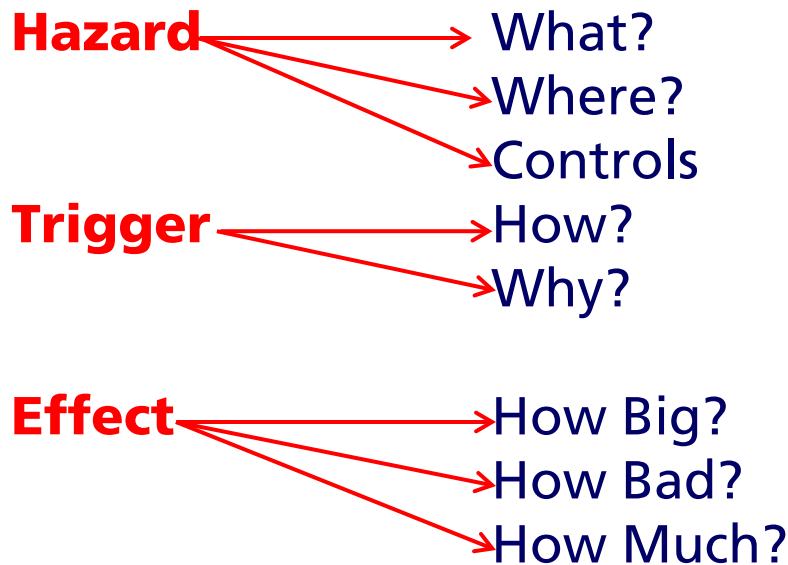 Hazard What?
Where?
Controls
Trigger How?
Why?
Effect How Big?
How Bad?
How Much?